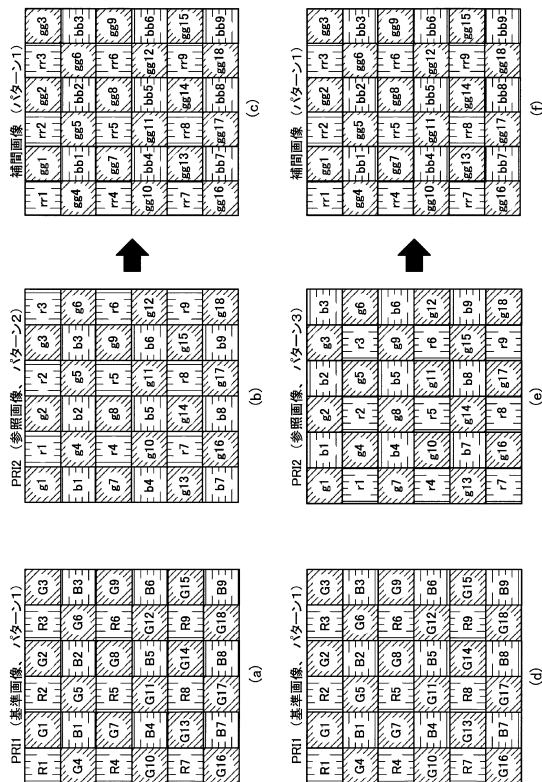 PRI1 (基準画像、パターン1)
R1 G1 R2 G2 R3 G3
G4 B1 G5 B2 G6 B3
R4 G7 R5 G8 R6 G9
G10 B4 G11 B5 G12 B6
R7 G13 R8 G14 R9 G15
G16 B7 G17 B8 G18 B9
(a)
PRI2 (参照画像、パターン2)
g1 r1 g2 r2 g3 r3
b1 g4 b2 g5 b3 g6
g7 r4 g8 r5 g9 r6
b4 g10 b5 g11 b6 g12
g13 r7 g14 r8 g15 r9
b7 g16 b8 g17 b9 g18
(b)
補間画像 (パターン1)
rr1 gg1 rr2 gg2 rr3 gg3
gg4 bb1 gg5 bb2 gg6 bb3
rr4 gg7 rr5 gg8 rr6 gg9
gg10 bb4 gg11 bb5 gg12 bb6
rr7 gg13 rr8 gg14 rr9 gg15
gg16 bb7 gg17 bb8 gg18 bb9
(c)
PRI1 (基準画像、パターン1)
R1 G1 R2 G2 R3 G3
G4 B1 G5 B2 G6 B3
R4 G7 R5 G8 R6 G9
G10 B4 G11 B5 G12 B6
R7 G13 R8 G14 R9 G15
G16 B7 G17 B8 G18 B9
(d)
PRI2 (参照画像、パターン3)
g1 b1 g2 b2 g3 b3
r1 g4 r2 g5 r3 g6
g7 b4 g8 b5 g9 b6
r4 g10 r5 g11 r6 g12
g13 b7 g14 b8 g15 b9
r7 g16 r8 g17 r9 g18
(e)
補間画像 (パターン1)
rr1 gg1 rr2 gg2 rr3 gg3
gg4 bb1 gg5 bb2 gg6 bb3
rr4 gg7 rr5 gg8 rr6 gg9
gg10 bb4 gg11 bb5 gg12 bb6
rr7 gg13 rr8 gg14 rr9 gg15
gg16 bb7 gg17 bb8 gg18 bb9
(f)